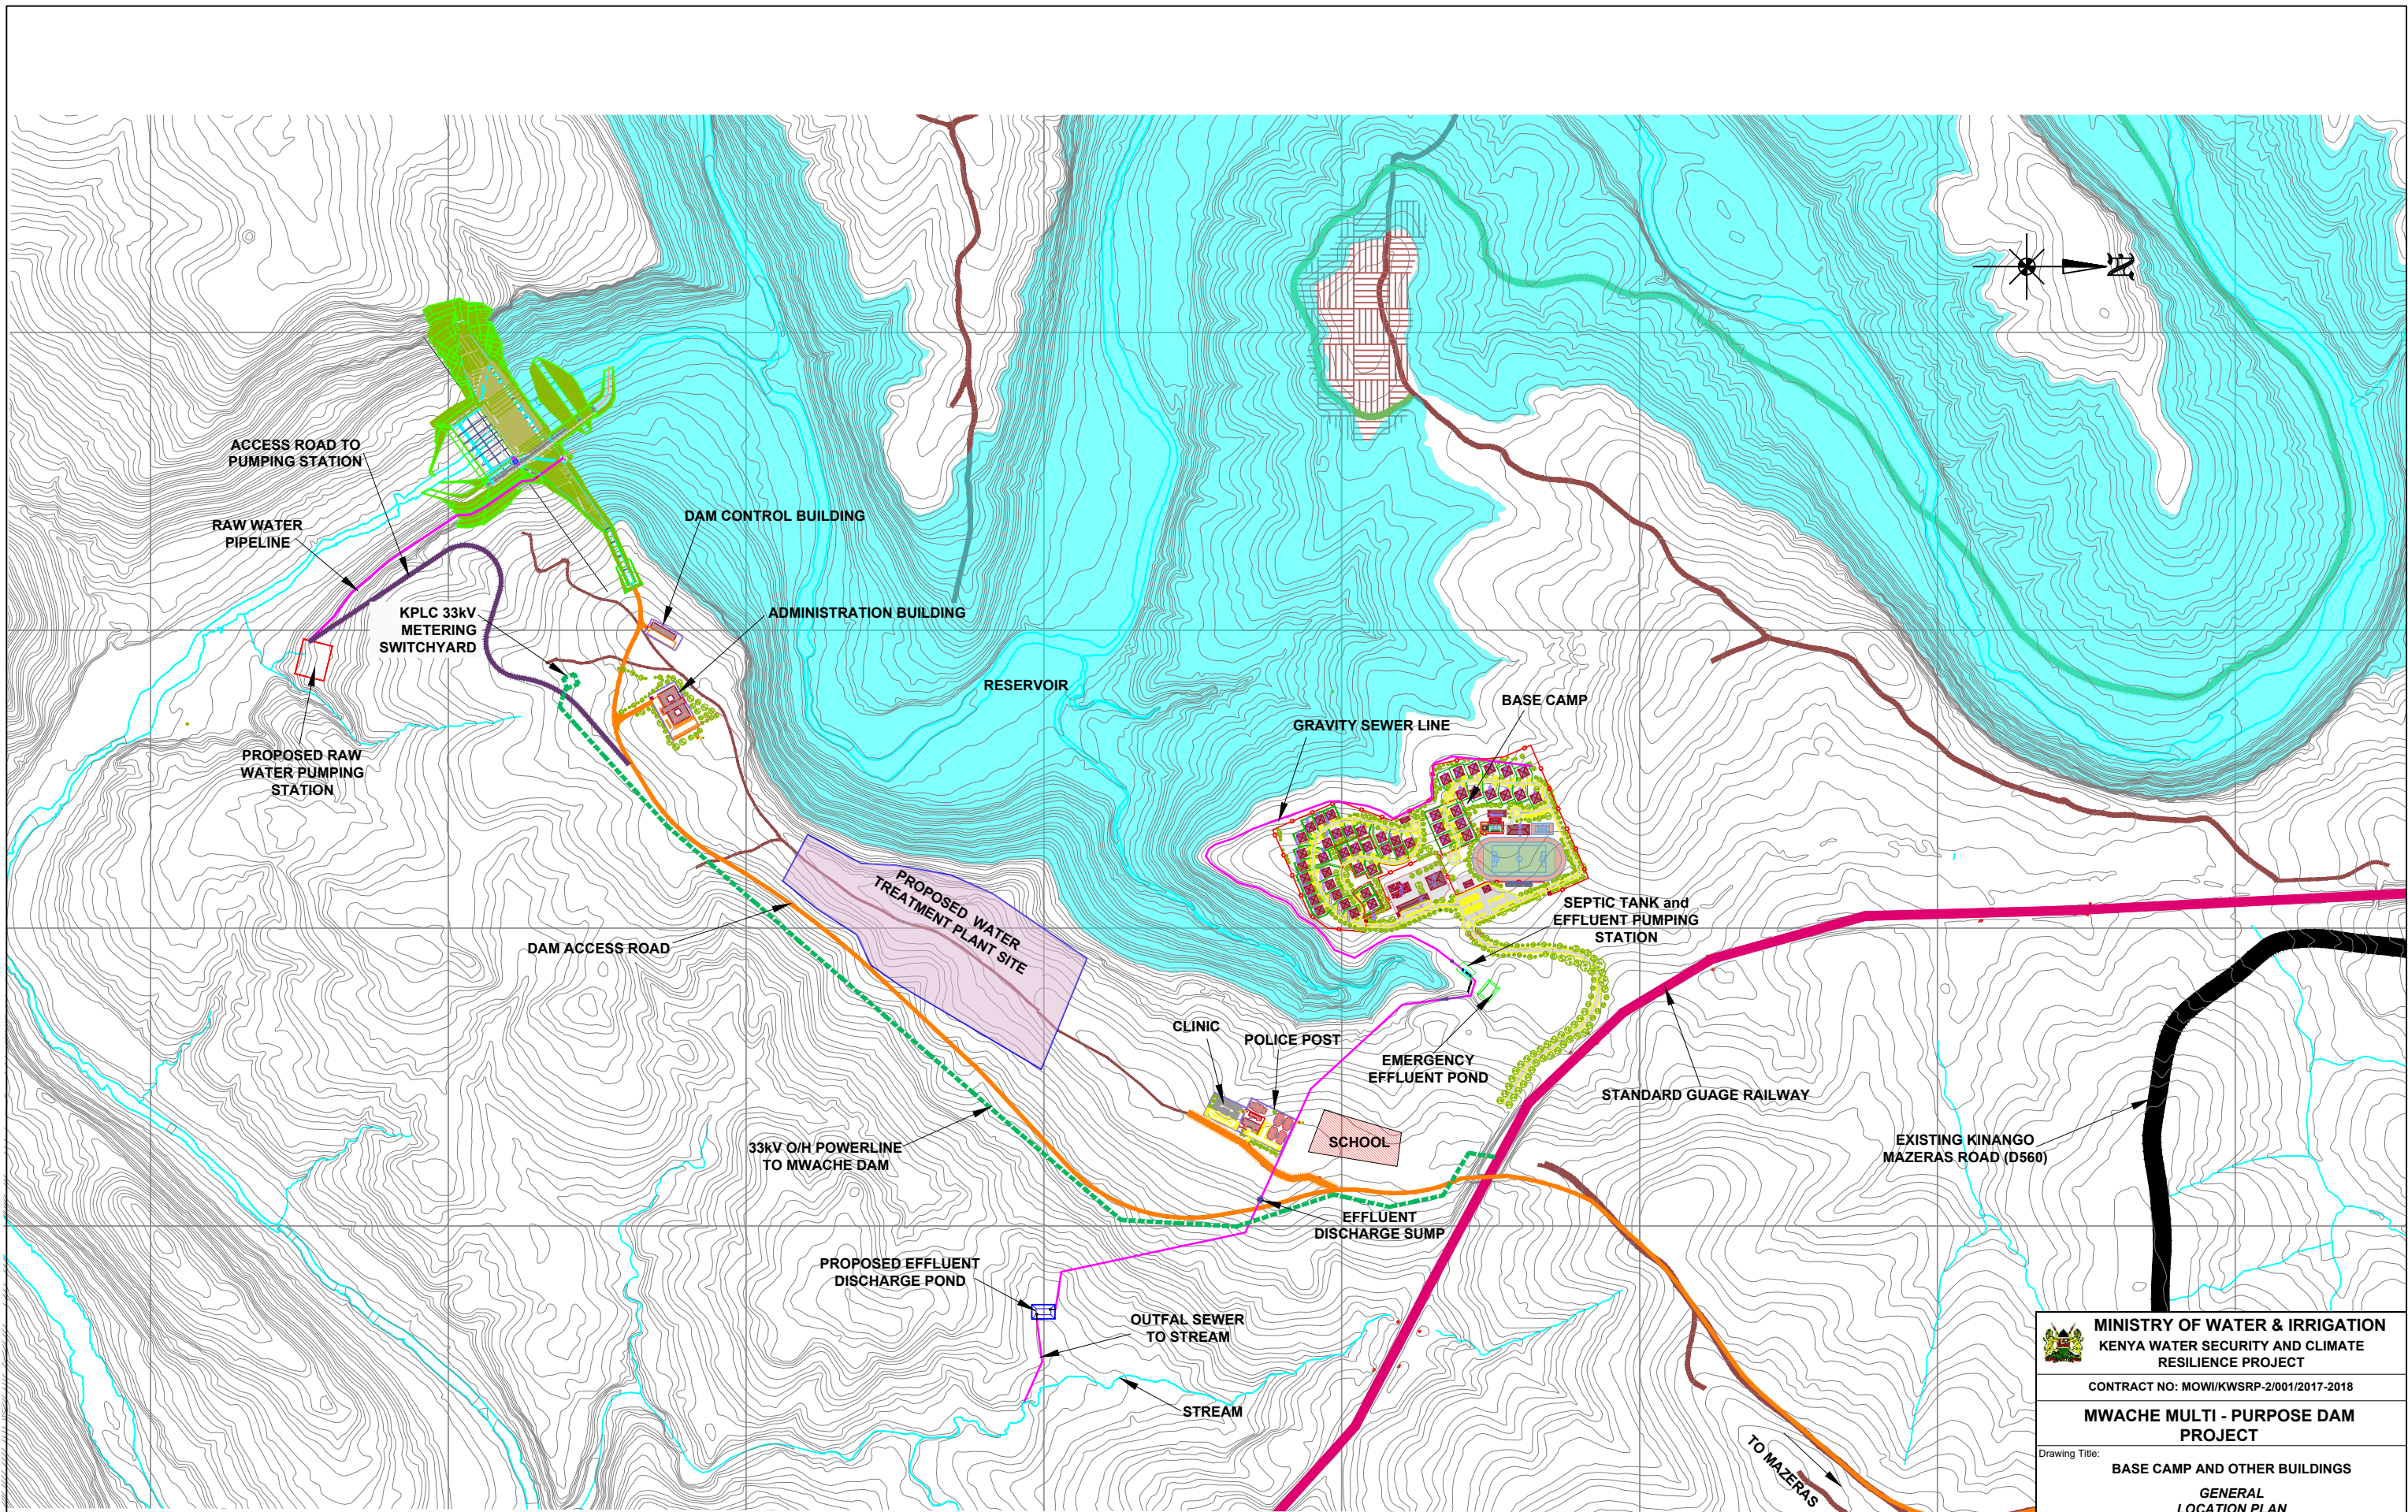 N
ACCESS ROAD TO
PUMPING STATION
RAW WATER
PIPELINE
DAM CONTROL BUILDING
KPLC 33kV
METERING
SWITCHYARD
ADMINISTRATION BUILDING
RESERVOIR
BASE CAMP
GRAVITY SEWER LINE
PROPOSED RAW
WATER PUMPING
STATION
PROPOSED WATER
TREATMENT PLANT SITE
SEPTIC TANK and
EFFLUENT PUMPING
STATION
DAM ACCESS ROAD
CLINIC
POLICE POST
EMERGENCY
EFFLUENT POND
STANDARD GUAGE RAILWAY
SCHOOL
33kV O/H POWERLINE
TO MWACHE DAM
EXISTING KINANGO
MAZERAS ROAD (D560)
EFFLUENT
DISCHARGE SUMP
PROPOSED EFFLUENT
DISCHARGE POND
OUTFAL SEWER
TO STREAM
STREAM
TO MAZERAS
MINISTRY OF WATER & IRRIGATION
KENYA WATER SECURITY AND CLIMATE
RESILIENCE PROJECT
CONTRACT NO: MOWI/KWSRP-2/001/2017-2018
MWACHE MULTI - PURPOSE DAM
PROJECT
Drawing Title:
BASE CAMP AND OTHER BUILDINGS
GENERAL
LOCATION PLAN